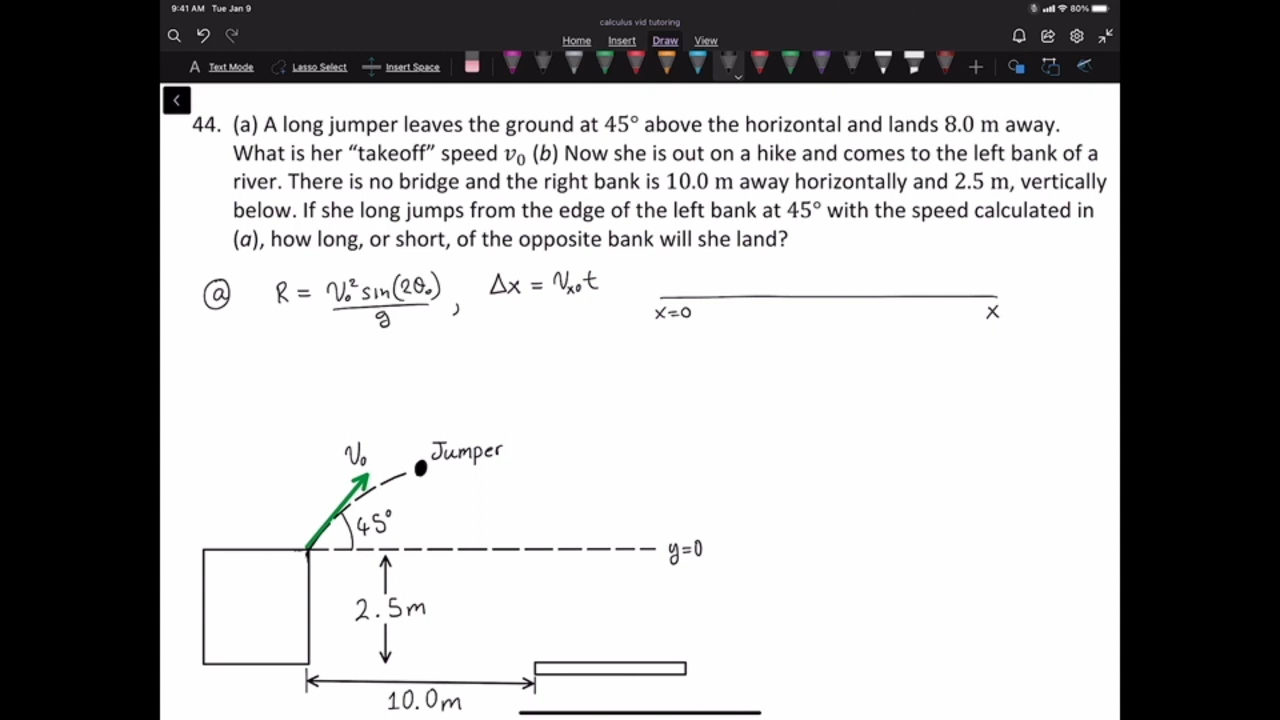 9:41 AM Tue Jan 9
80%
calculus vid tutoring
Home Insert Draw View
A Text Mode Lasso Select Insert Space
44. (a) A long jumper leaves the ground at 45° above the horizontal and lands 8.0 m away.
What is her “takeoff” speed v₀ (b) Now she is out on a hike and comes to the left bank of a
river. There is no bridge and the right bank is 10.0 m away horizontally and 2.5 m, vertically
below. If she long jumps from the edge of the left bank at 45° with the speed calculated in
(a), how long, or short, of the opposite bank will she land?
ⓐ R = v₀² sin(2θ₀) / g , Δx = vₓ₀t
x=0 x
v₀ Jumper
45°
y=0
2.5m
10.0m